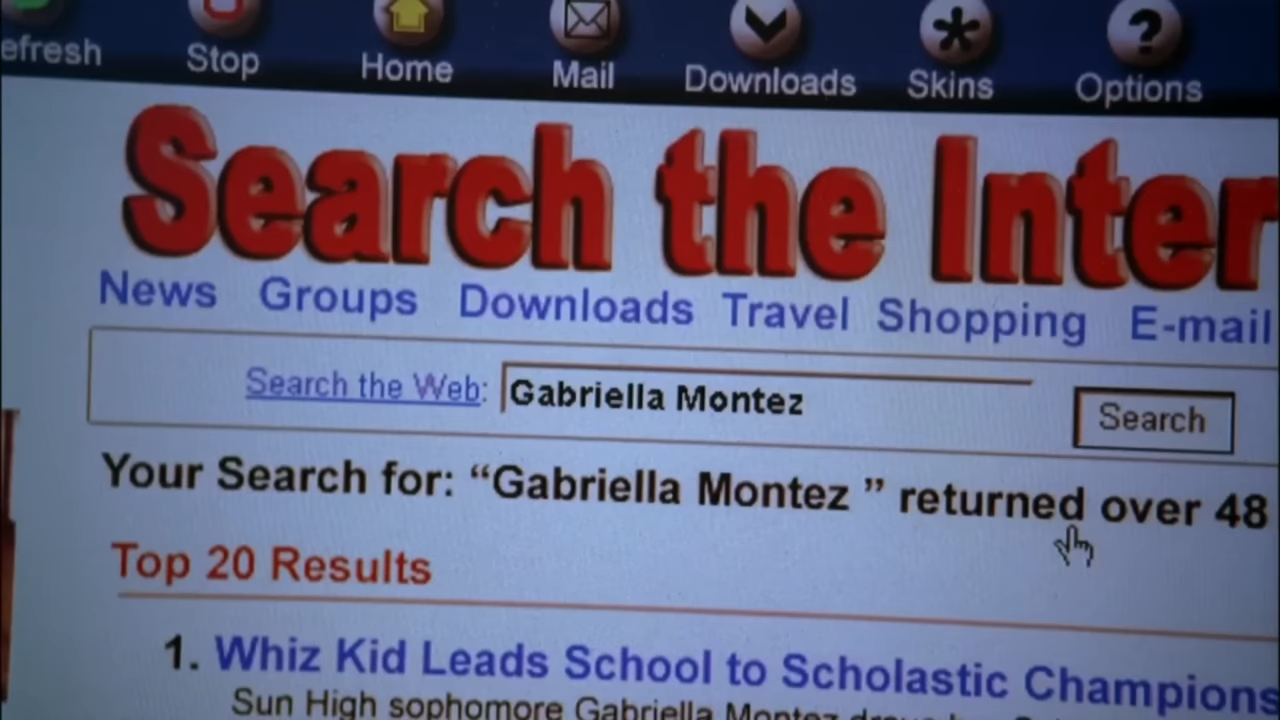 efresh Stop Home Mail Downloads Skins Options
Search the Inter
News Groups Downloads Travel Shopping E-mail
Search the Web: Gabriella Montez Search
Your Search for: “Gabriella Montez ” returned over 48
Top 20 Results
1. Whiz Kid Leads School to Scholastic Champions
Sun High sophomore Gabriella Montez